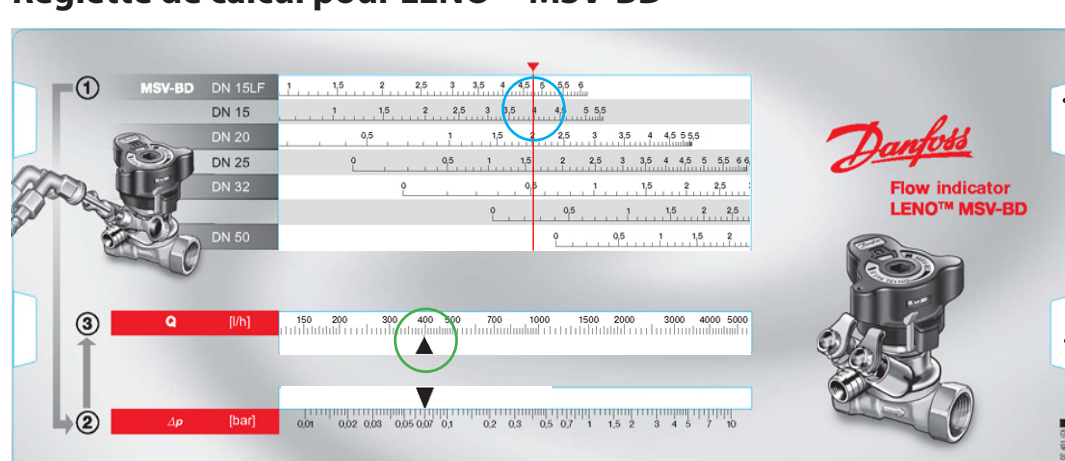 Réglette de calcul pour LENO™ MSV-BD
① MSV-BD DN 15LF 1 1,5 2 2,5 3 3,5 4 4,5 5 5,5 6
DN 15 1 1,5 2 2,5 3 3,5 4 4,5 5 5,5
DN 20 0,5 1 1,5 2 2,5 3 3,5 4 4,5 5 5,5
DN 25 0 0,5 1 1,5 2 2,5 3 3,5 4 4,5 5 5,5 6
DN 32 0 0,5 1 1,5 2 2,5
0 0,5 1 1,5 2 2,5
DN 50 0 0,5 1 1,5 2
Danfoss
Flow indicator
LENO™ MSV-BD
③ Q [l/h] 150 200 300 400 500 700 1000 1500 2000 3000 4000 5000
② Δp [bar] 0,01 0,02 0,03 0,05 0,07 0,1 0,2 0,3 0,5 0,7 1 1,5 2 3 4 5 7 10